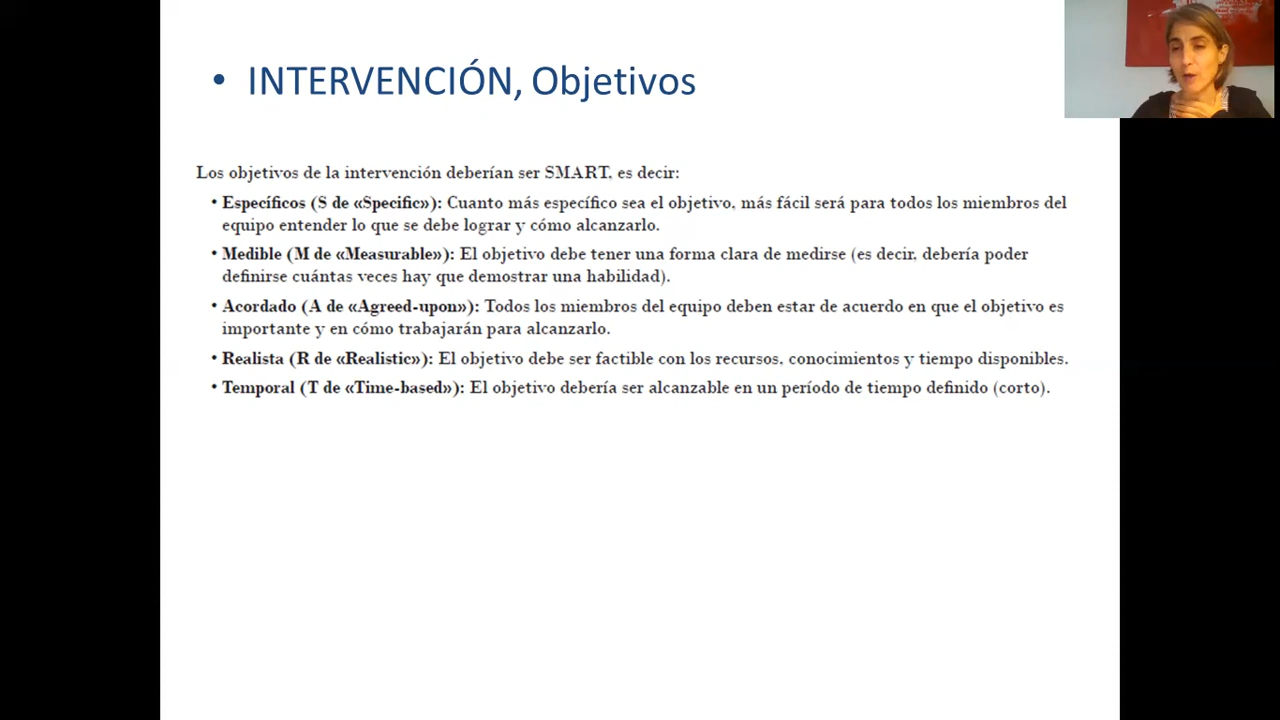 • INTERVENCIÓN, Objetivos
Los objetivos de la intervención deberían ser SMART, es decir:
• Específicos (S de «Specific»): Cuanto más específico sea el objetivo, más fácil será para todos los miembros del
equipo entender lo que se debe lograr y cómo alcanzarlo.
• Medible (M de «Measurable»): El objetivo debe tener una forma clara de medirse (es decir, debería poder
definirse cuántas veces hay que demostrar una habilidad).
• Acordado (A de «Agreed-upon»): Todos los miembros del equipo deben estar de acuerdo en que el objetivo es
importante y en cómo trabajarán para alcanzarlo.
• Realista (R de «Realistic»): El objetivo debe ser factible con los recursos, conocimientos y tiempo disponibles.
• Temporal (T de «Time-based»): El objetivo debería ser alcanzable en un período de tiempo definido (corto).